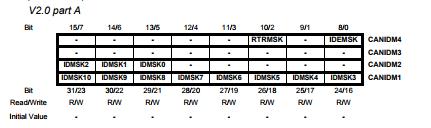 V2.0 part A
Bit 15/7 14/6 13/5 12/4 11/3 10/2 9/1 8/0
- - - - - RTRMSK - IDEMSK CANIDM4
- - - - - - - - CANIDM3
IDMSK2 IDMSK1 IDMSK0 - - - - - CANIDM2
IDMSK10 IDMSK9 IDMSK8 IDMSK7 IDMSK6 IDMSK5 IDMSK4 IDMSK3 CANIDM1
Bit 31/23 30/22 29/21 28/20 27/19 26/18 25/17 24/16
Read/Write R/W R/W R/W R/W R/W R/W R/W R/W
Initial Value - - - - - - - -